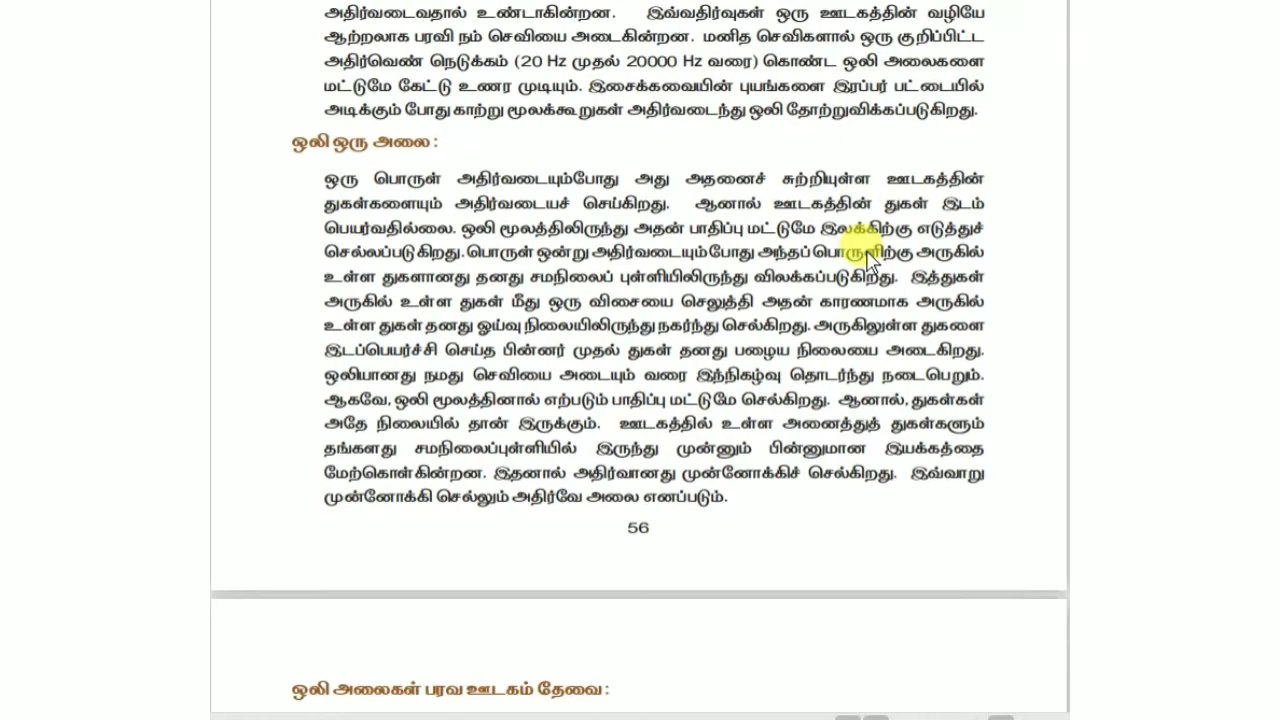 அதிர்வடைவதால் உண்டாகின்றன. இவ்வதிர்வுகள் ஒரு ஊடகத்தின் வழியே
ஆற்றலாக பரவி நம் செவியை அடைகின்றன. மனித செவிகளால் ஒரு குறிப்பிட்ட
அதிர்வெண் நெடுக்கம் (20 Hz முதல் 20000 Hz வரை) கொண்ட ஒலி அலைகளை
மட்டுமே கேட்டு உணர முடியும். இசைக்கவையின் புயங்களை இரப்பர் பட்டையில்
அடிக்கும் போது காற்று மூலக்கூறுகள் அதிர்வடைந்து ஒலி தோற்றுவிக்கப்படுகிறது.
ஒலி ஒரு அலை :
ஒரு பொருள் அதிர்வடையும்போது அது அதனைச் சுற்றியுள்ள ஊடகத்தின்
துகள்களையும் அதிர்வடையச் செய்கிறது. ஆனால் ஊடகத்தின் துகள் இடம்
பெயர்வதில்லை. ஒலி மூலத்திலிருந்து அதன் பாதிப்பு மட்டுமே இலக்கிற்கு எடுத்துச்
செல்லப்படுகிறது. பொருள் ஒன்று அதிர்வடையும்போது அந்தப் பொருளிற்கு அருகில்
உள்ள துகளானது தனது சமநிலைப் புள்ளியிலிருந்து விலக்கப்படுகிறது. இத்துகள்
அருகில் உள்ள துகள் மீது ஒரு விசையை செலுத்தி அதன் காரணமாக அருகில்
உள்ள துகள் தனது ஓய்வு நிலையிலிருந்து நகர்ந்து செல்கிறது. அருகிலுள்ள துகளை
இடப்பெயர்ச்சி செய்த பின்னர் முதல் துகள் தனது பழைய நிலையை அடைகிறது.
ஒலியானது நமது செவியை அடையும் வரை இந்நிகழ்வு தொடர்ந்து நடைபெறும்.
ஆகவே, ஒலி மூலத்தினால் எற்படும் பாதிப்பு மட்டுமே செல்கிறது. ஆனால், துகள்கள்
அதே நிலையில் தான் இருக்கும். ஊடகத்தில் உள்ள அனைத்துத் துகள்களும்
தங்களது சமநிலைப்புள்ளியில் இருந்து முன்னும் பின்னுமான இயக்கத்தை
மேற்கொள்கின்றன. இதனால் அதிர்வானது முன்னோக்கிச் செல்கிறது. இவ்வாறு
முன்னோக்கி செல்லும் அதிர்வே அலை எனப்படும்.
56
ஒலி அலைகள் பரவ ஊடகம் தேவை :